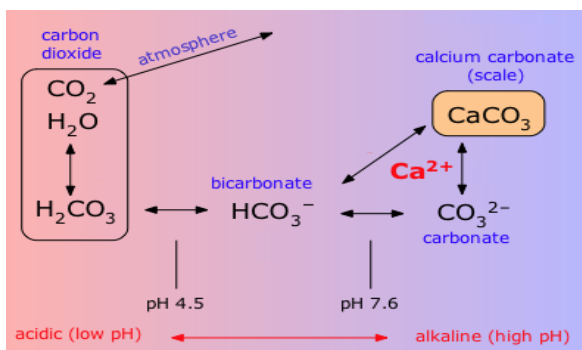 carbon
dioxide
atmosphere
CO₂
H₂O
H₂CO₃
bicarbonate
HCO₃⁻
calcium carbonate
(scale)
CaCO₃
Ca²⁺
CO₃²⁻
carbonate
pH 4.5
pH 7.6
acidic (low pH)
alkaline (high pH)